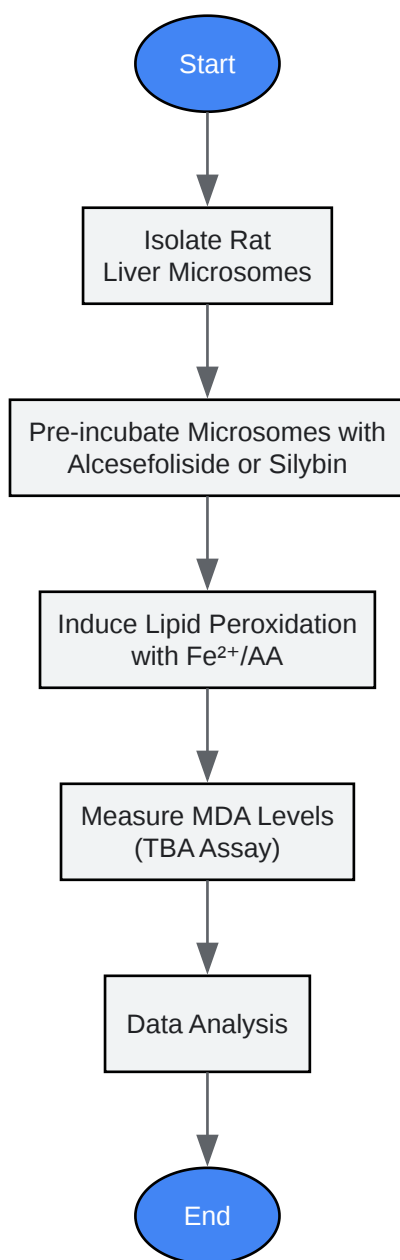 Start
Isolate Rat
Liver Microsomes
Pre-incubate Microsomes with
Alcesefoliside or Silybin
Induce Lipid Peroxidation
with Fe²⁺/AA
Measure MDA Levels
(TBA Assay)
Data Analysis
End